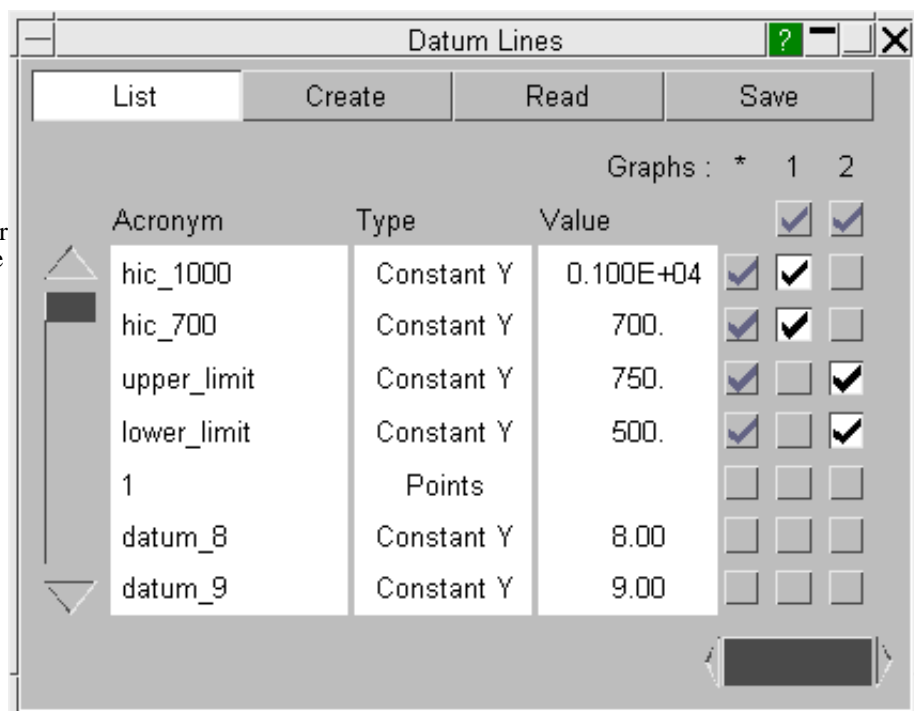 Datum Lines ?
List Create Read Save
Graphs : * 1 2
Acronym Type Value
hic_1000 Constant Y 0.100E+04
hic_700 Constant Y 700.
upper_limit Constant Y 750.
lower_limit Constant Y 500.
1 Points
datum_8 Constant Y 8.00
datum_9 Constant Y 9.00